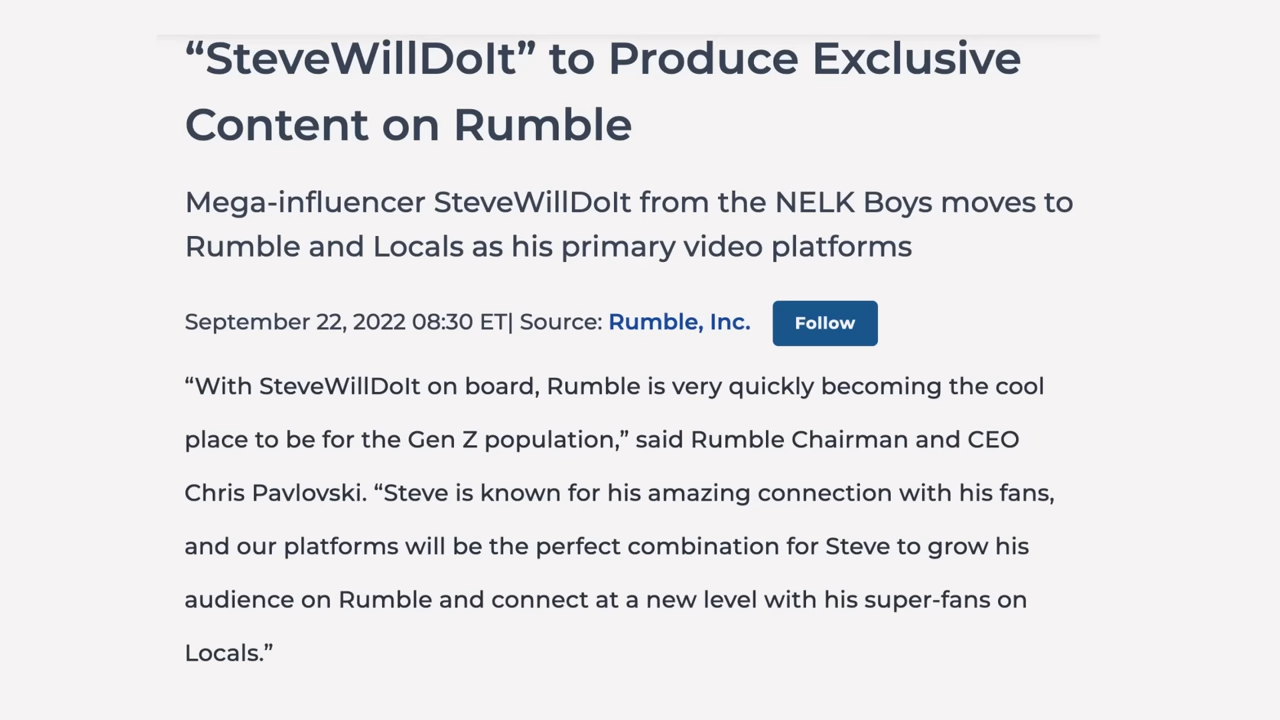 “SteveWillDoIt” to Produce Exclusive
Content on Rumble
Mega-influencer SteveWillDoIt from the NELK Boys moves to
Rumble and Locals as his primary video platforms
September 22, 2022 08:30 ET| Source: Rumble, Inc. Follow
“With SteveWillDoIt on board, Rumble is very quickly becoming the cool
place to be for the Gen Z population,” said Rumble Chairman and CEO
Chris Pavlovski. “Steve is known for his amazing connection with his fans,
and our platforms will be the perfect combination for Steve to grow his
audience on Rumble and connect at a new level with his super-fans on
Locals.”